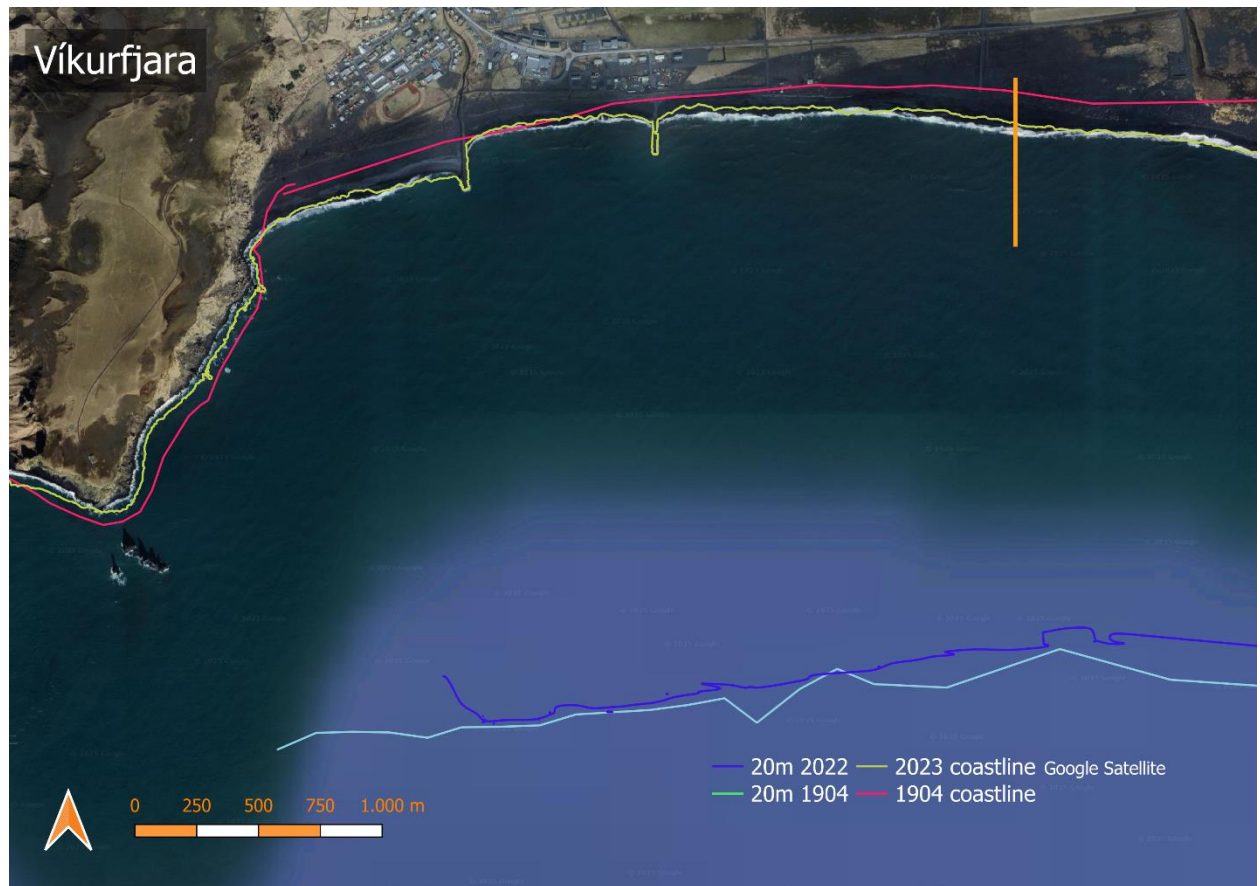 Víkurfjara
20m 2022
2023 coastline Google Satellite
20m 1904
1904 coastline
0 250 500 750 1.000 m